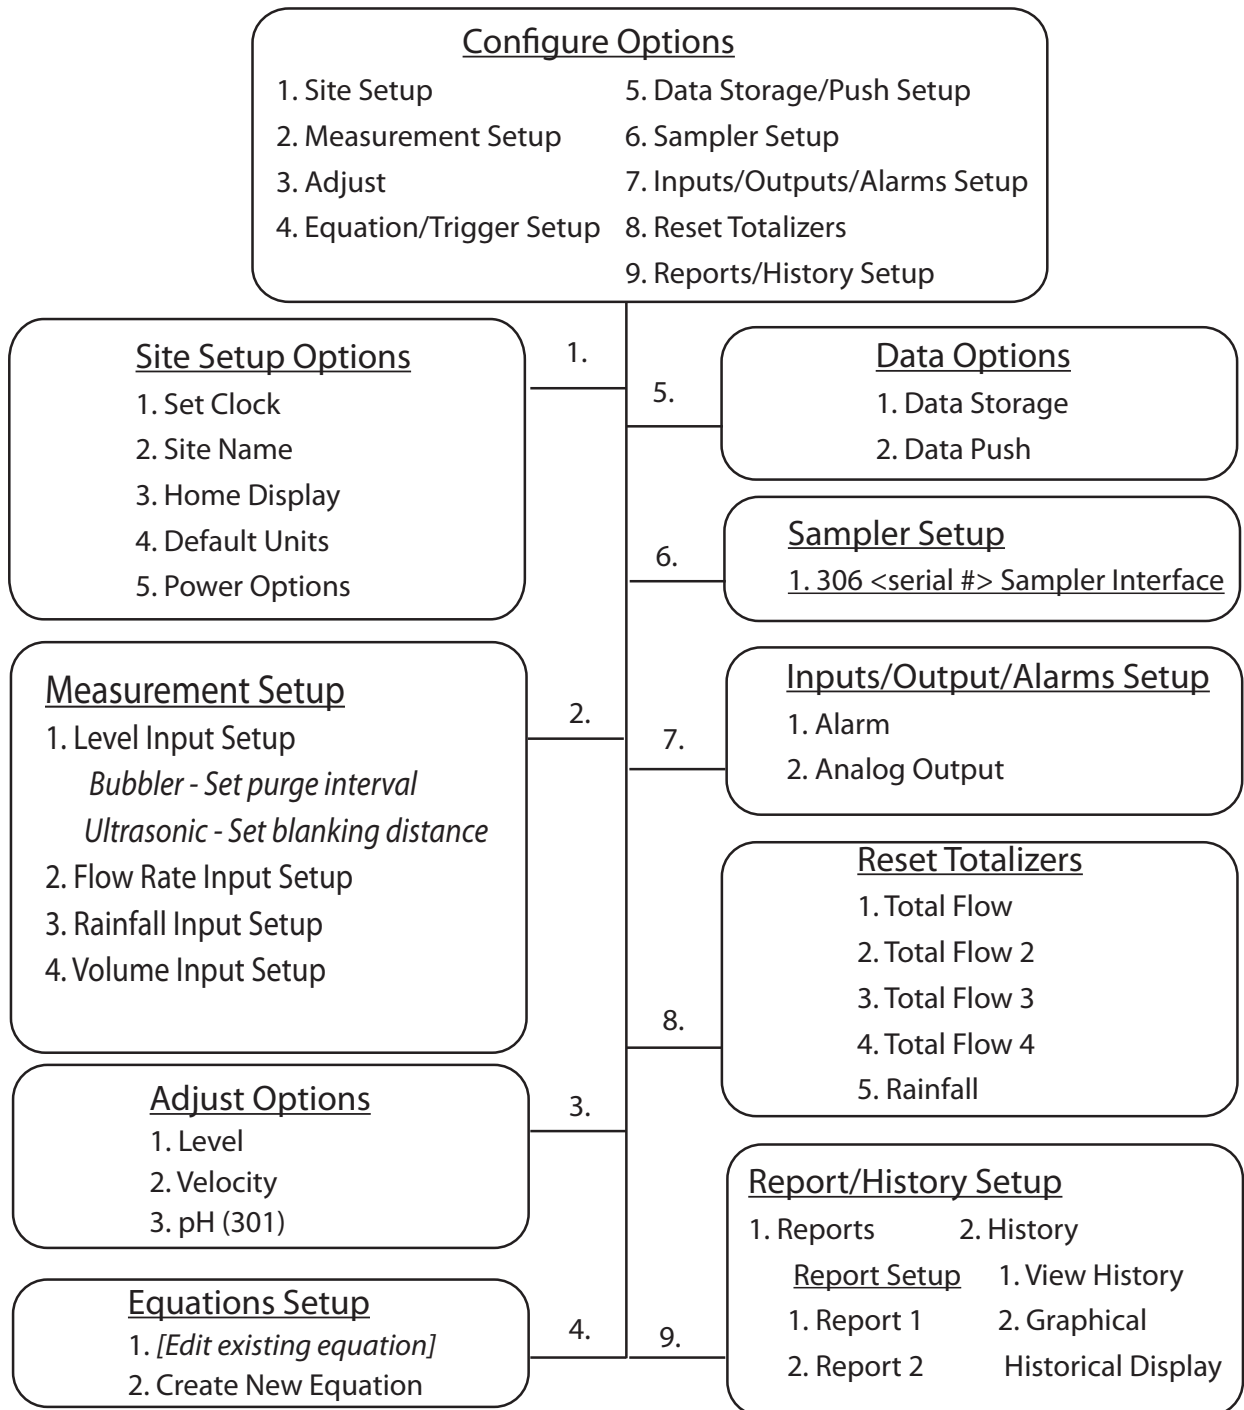 Configure Options
1. Site Setup
2. Measurement Setup
3. Adjust
4. Equation/Trigger Setup
5. Data Storage/Push Setup
6. Sampler Setup
7. Inputs/Outputs/Alarms Setup
8. Reset Totalizers
9. Reports/History Setup
1.
Site Setup Options
1. Set Clock
2. Site Name
3. Home Display
4. Default Units
5. Power Options
2.
Measurement Setup
1. Level Input Setup
Bubbler - Set purge interval
Ultrasonic - Set blanking distance
2. Flow Rate Input Setup
3. Rainfall Input Setup
4. Volume Input Setup
3.
Adjust Options
1. Level
2. Velocity
3. pH (301)
4.
Equations Setup
1. [Edit existing equation]
2. Create New Equation
5.
Data Options
1. Data Storage
2. Data Push
6.
Sampler Setup
1. 306 <serial #> Sampler Interface
7.
Inputs/Output/Alarms Setup
1. Alarm
2. Analog Output
8.
Reset Totalizers
1. Total Flow
2. Total Flow 2
3. Total Flow 3
4. Total Flow 4
5. Rainfall
9.
Report/History Setup
1. Reports
Report Setup
1. Report 1
2. Report 2
2. History
1. View History
2. Graphical
Historical Display